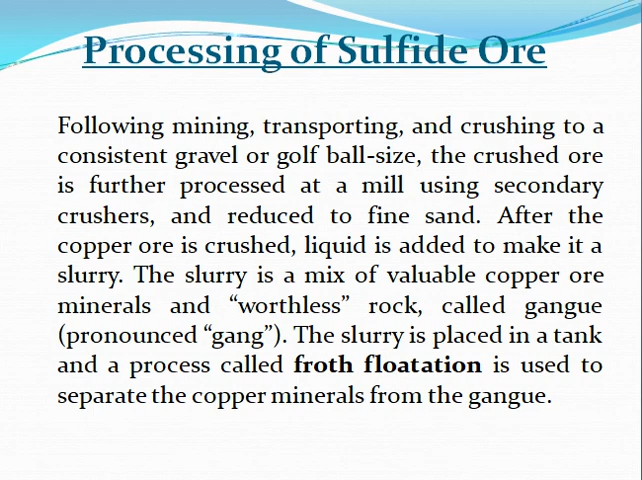 Processing of Sulfide Ore
Following mining, transporting, and crushing to a
consistent gravel or golf ball-size, the crushed ore
is further processed at a mill using secondary
crushers, and reduced to fine sand. After the
copper ore is crushed, liquid is added to make it a
slurry. The slurry is a mix of valuable copper ore
minerals and “worthless” rock, called gangue
(pronounced “gang”). The slurry is placed in a tank
and a process called froth floatation is used to
separate the copper minerals from the gangue.